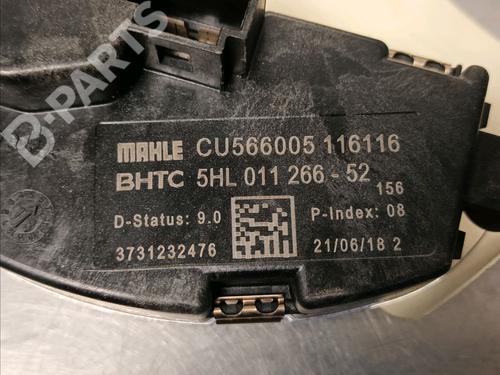 B-PARTS
MAHLE CU566005 116116
BHTC 5HL 011 266-52
156
D-Status: 9.0 P-Index: 08
3731232476 21/06/18 2